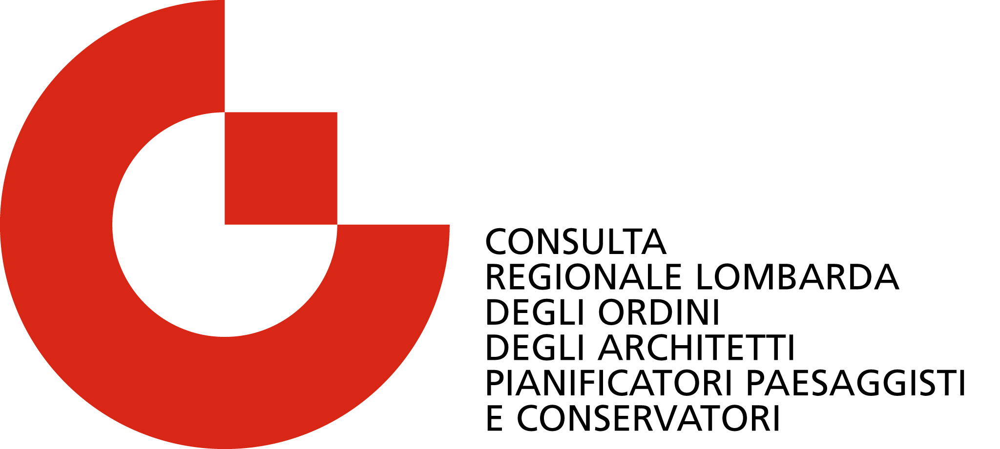 CONSULTA
REGIONALE LOMBARDA
DEGLI ORDINI
DEGLI ARCHITETTI
PIANIFICATORI PAESAGGISTI
E CONSERVATORI